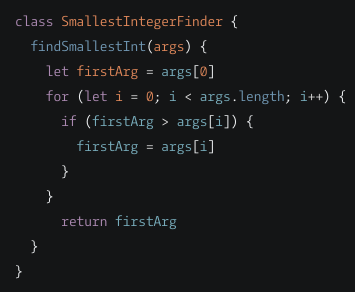 class SmallestIntegerFinder {
  findSmallestInt(args) {
    let firstArg = args[0]
    for (let i = 0; i < args.length; i++) {
      if (firstArg > args[i]) {
        firstArg = args[i]
      }
    }
      return firstArg
  }
}